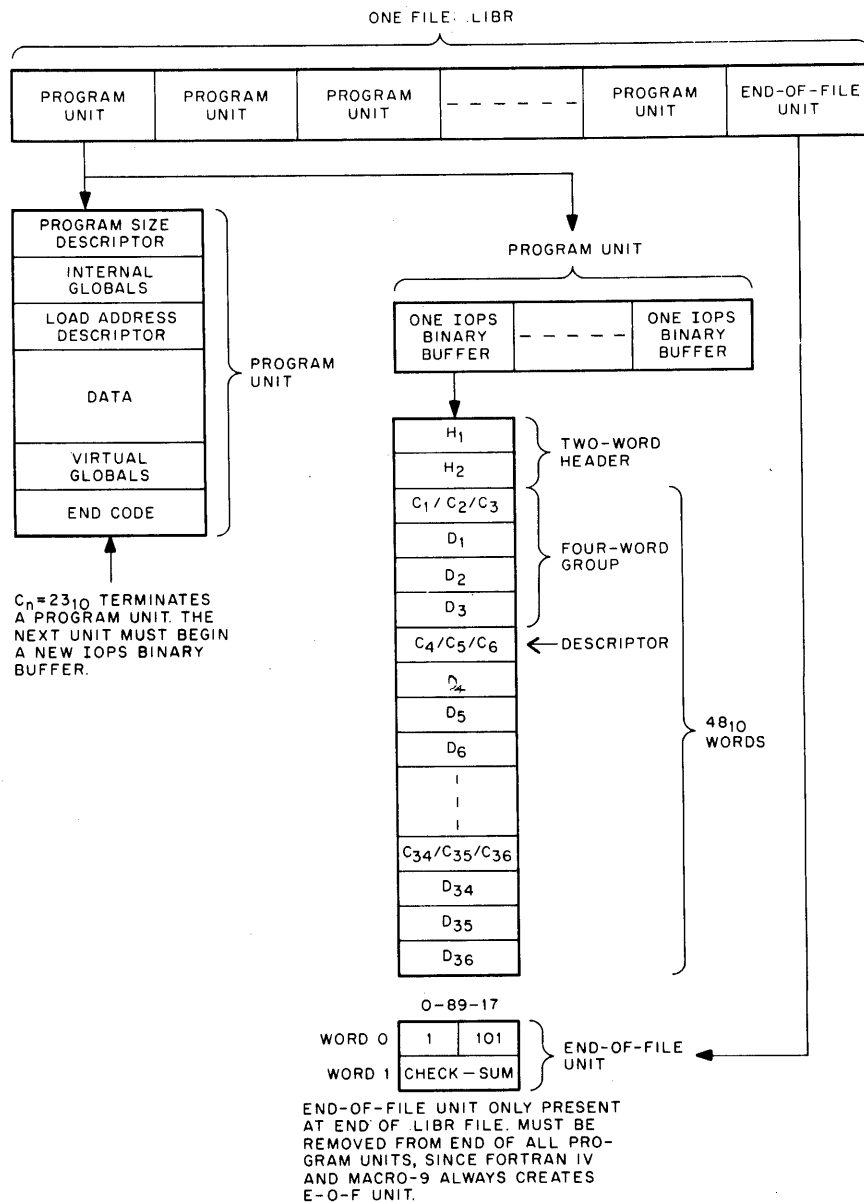 ONE FILE: .LIBR
PROGRAM UNIT
PROGRAM UNIT
PROGRAM UNIT
PROGRAM UNIT
END-OF-FILE UNIT
PROGRAM SIZE DESCRIPTOR
INTERNAL GLOBALS
LOAD ADDRESS DESCRIPTOR
DATA
VIRTUAL GLOBALS
END CODE
PROGRAM UNIT
Cn=2310 TERMINATES
A PROGRAM UNIT. THE
NEXT UNIT MUST BEGIN
A NEW IOPS BINARY
BUFFER.
PROGRAM UNIT
ONE IOPS BINARY BUFFER
ONE IOPS BINARY BUFFER
H1
H2
TWO-WORD HEADER
C1/C2/C3
D1
D2
D3
FOUR-WORD GROUP
C4/C5/C6
DESCRIPTOR
D4
D5
D6
4810 WORDS
C34/C35/C36
D34
D35
D36
0-89-17
WORD 0 1 101
WORD 1 CHECK-SUM
END-OF-FILE UNIT
END-OF-FILE UNIT ONLY PRESENT
AT END OF .LIBR FILE. MUST BE
REMOVED FROM END OF ALL PRO-
GRAM UNITS, SINCE FORTRAN IV
AND MACRO-9 ALWAYS CREATES
E-O-F UNIT.